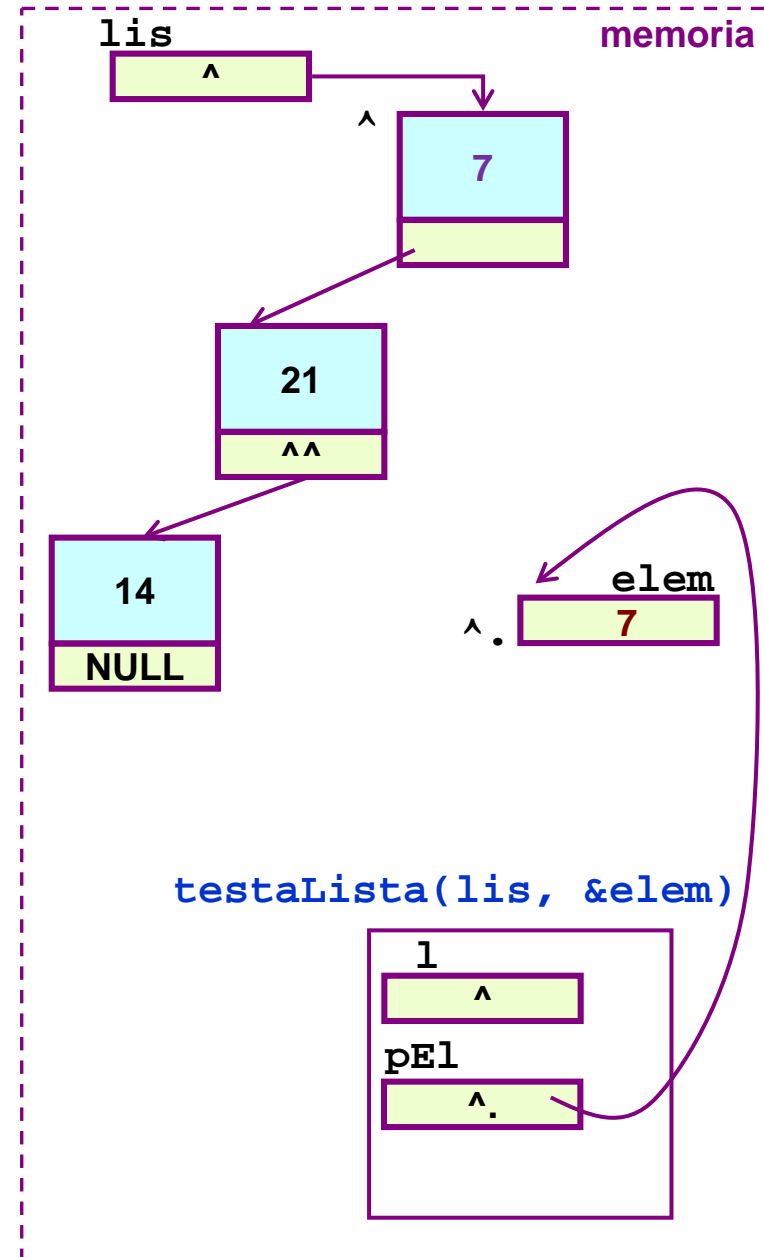 lis
memoria
^
^
7
21
^^
14
NULL
elem
^.
7
testaLista(lis, &elem)
l
^
pEl
^.